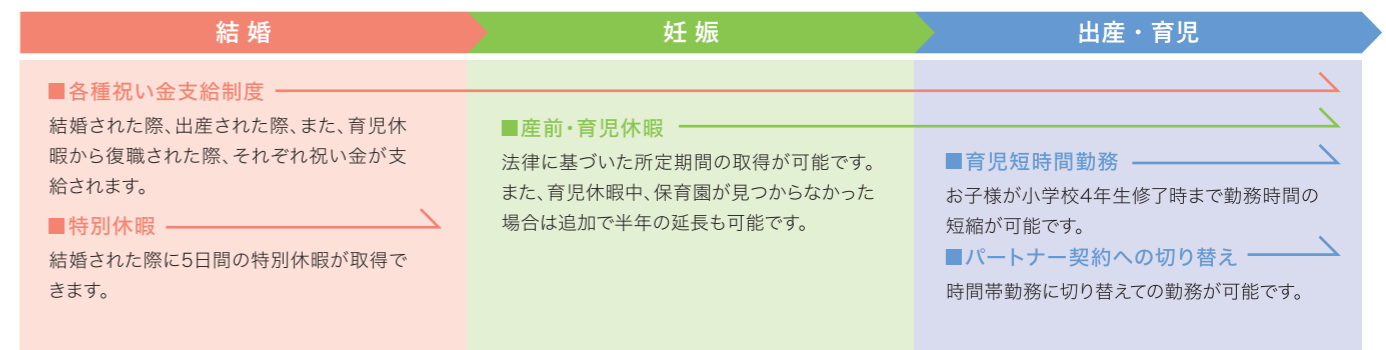 結婚
■各種祝い金支給制度
結婚された際、出産された際、また、育児休
暇から復職された際、それぞれ祝い金が支
給されます。
■特別休暇
結婚された際に5日間の特別休暇が取得で
きます。
妊娠
■産前・育児休暇
法律に基づいた所定期間の取得が可能です。
また、育児休暇中、保育園が見つからなかった
場合は追加で半年の延長も可能です。
出産・育児
■育児短時間勤務
お子様が小学校4年生修了時まで勤務時間の
短縮が可能です。
■パートナー契約への切り替え
時間帯勤務に切り替えての勤務が可能です。